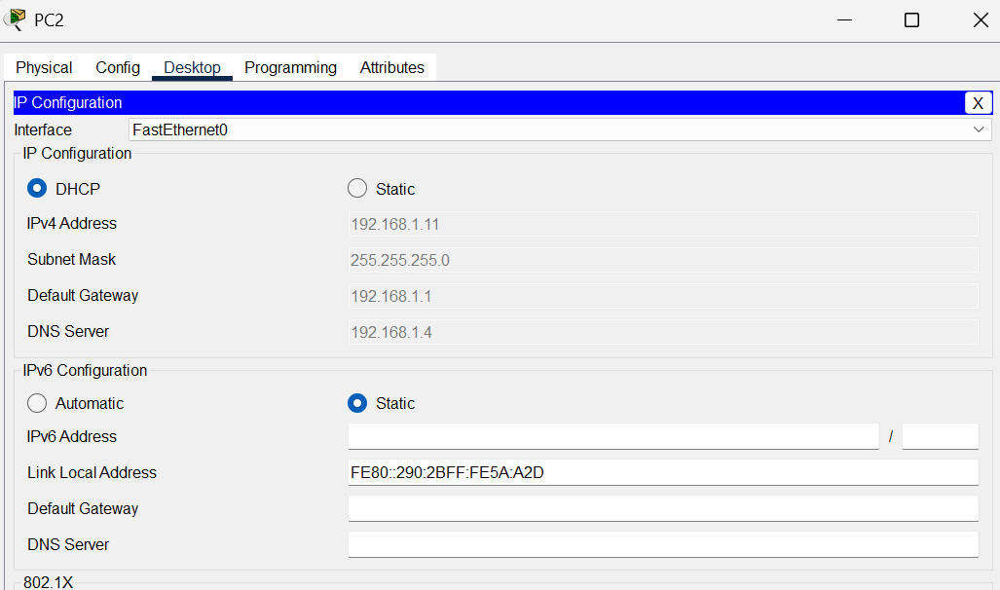 PC2
Physical Config Desktop Programming Attributes
IP Configuration X
Interface FastEthernet0
IP Configuration
DHCP Static
IPv4 Address 192.168.1.11
Subnet Mask 255.255.255.0
Default Gateway 192.168.1.1
DNS Server 192.168.1.4
IPv6 Configuration
Automatic Static
IPv6 Address /
Link Local Address FE80::290:2BFF:FE5A:A2D
Default Gateway
DNS Server
802.1X